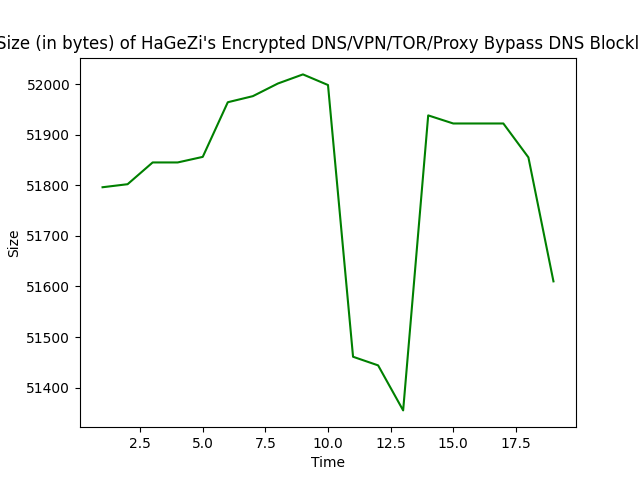 Size (in bytes) of HaGeZi's Encrypted DNS/VPN/TOR/Proxy Bypass DNS Blockl
52000
51900
51800
51700
51600
51500
51400
Size
2.5 5.0 7.5 10.0 12.5 15.0 17.5
Time